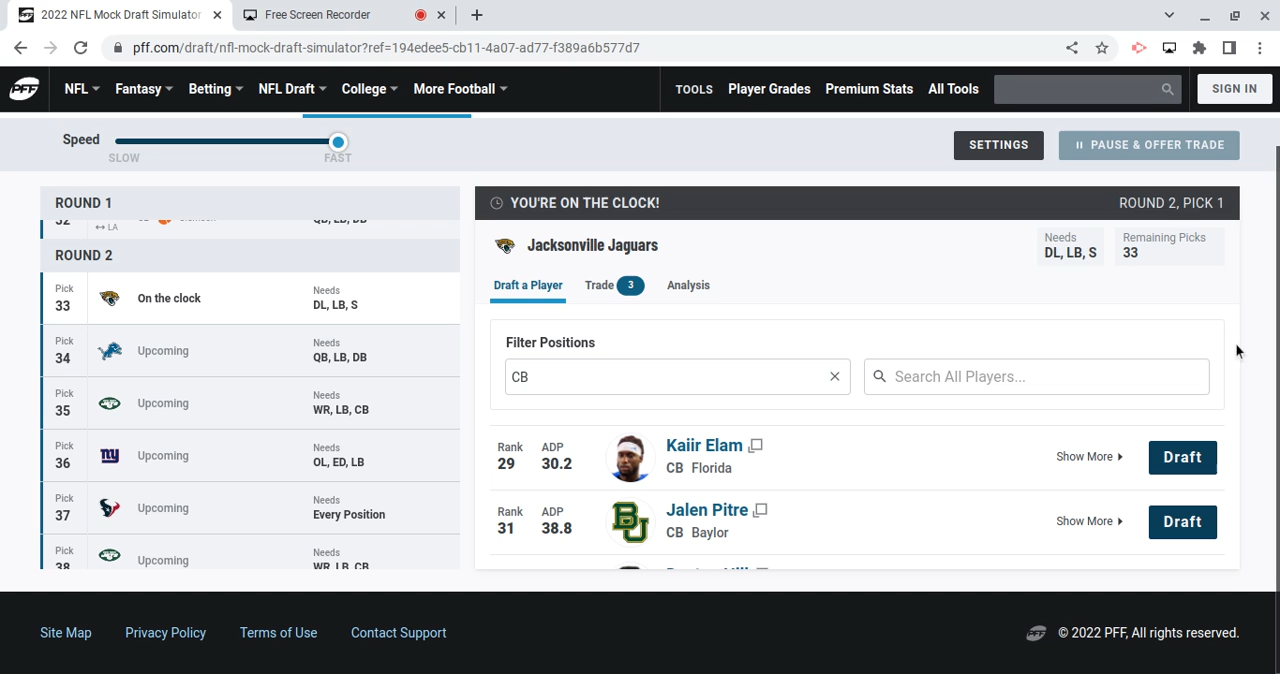 2022 NFL Mock Draft Simulator
Free Screen Recorder
pff.com/draft/nfl-mock-draft-simulator?ref=194edee5-cb11-4a07-ad77-f389a6b577d7
PFF
NFL
Fantasy
Betting
NFL Draft
College
More Football
TOOLS
Player Grades
Premium Stats
All Tools
SIGN IN
Speed
SLOW
FAST
SETTINGS
PAUSE & OFFER TRADE
ROUND 1
32
LA
QB, LB, DB
ROUND 2
Pick
33
On the clock
Needs
DL, LB, S
Pick
34
Upcoming
Needs
QB, LB, DB
Pick
35
Upcoming
Needs
WR, LB, CB
Pick
36
Upcoming
Needs
OL, ED, LB
Pick
37
Upcoming
Needs
Every Position
Pick
38
Upcoming
Needs
WR, LB, CB
YOU'RE ON THE CLOCK!
ROUND 2, PICK 1
Jacksonville Jaguars
Needs
DL, LB, S
Remaining Picks
33
Draft a Player
Trade 3
Analysis
Filter Positions
CB
Search All Players...
Rank
29
ADP
30.2
Kaiir Elam
CB Florida
Show More
Draft
Rank
31
ADP
38.8
Jalen Pitre
CB Baylor
Show More
Draft
Site Map
Privacy Policy
Terms of Use
Contact Support
PFF
© 2022 PFF, All rights reserved.